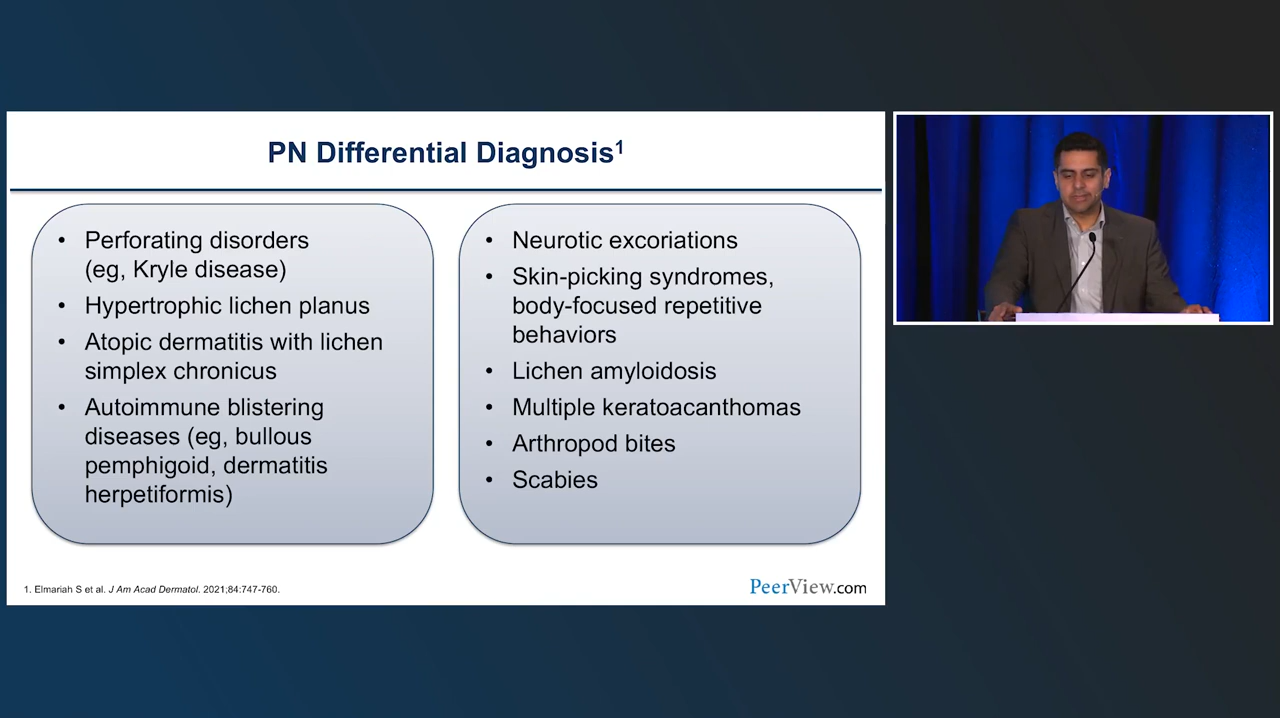 PN Differential Diagnosis1
• Perforating disorders
(eg, Kryle disease)
• Hypertrophic lichen planus
• Atopic dermatitis with lichen
simplex chronicus
• Autoimmune blistering
diseases (eg, bullous
pemphigoid, dermatitis
herpetiformis)
• Neurotic excoriations
• Skin-picking syndromes,
body-focused repetitive
behaviors
• Lichen amyloidosis
• Multiple keratoacanthomas
• Arthropod bites
• Scabies
1. Elmariah S et al. J Am Acad Dermatol. 2021;84:747-760.
PeerView.com